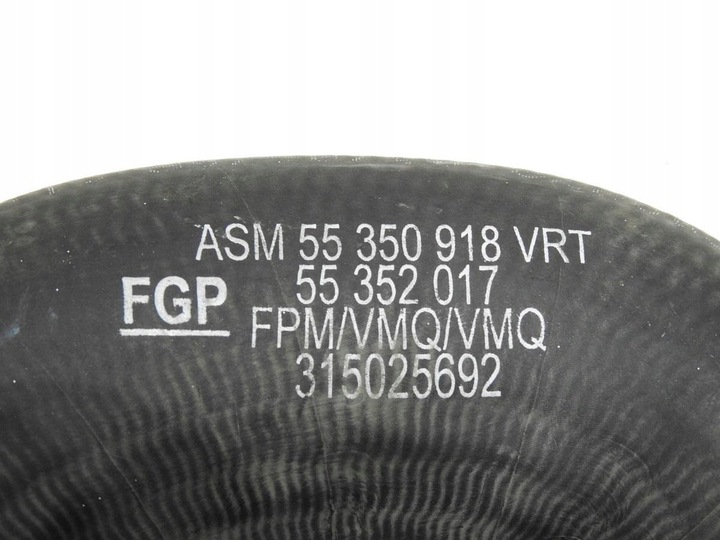 ASM 55 350 918 VRT
55 352 017
FGP
FPM/VMQ/VMQ
315025692